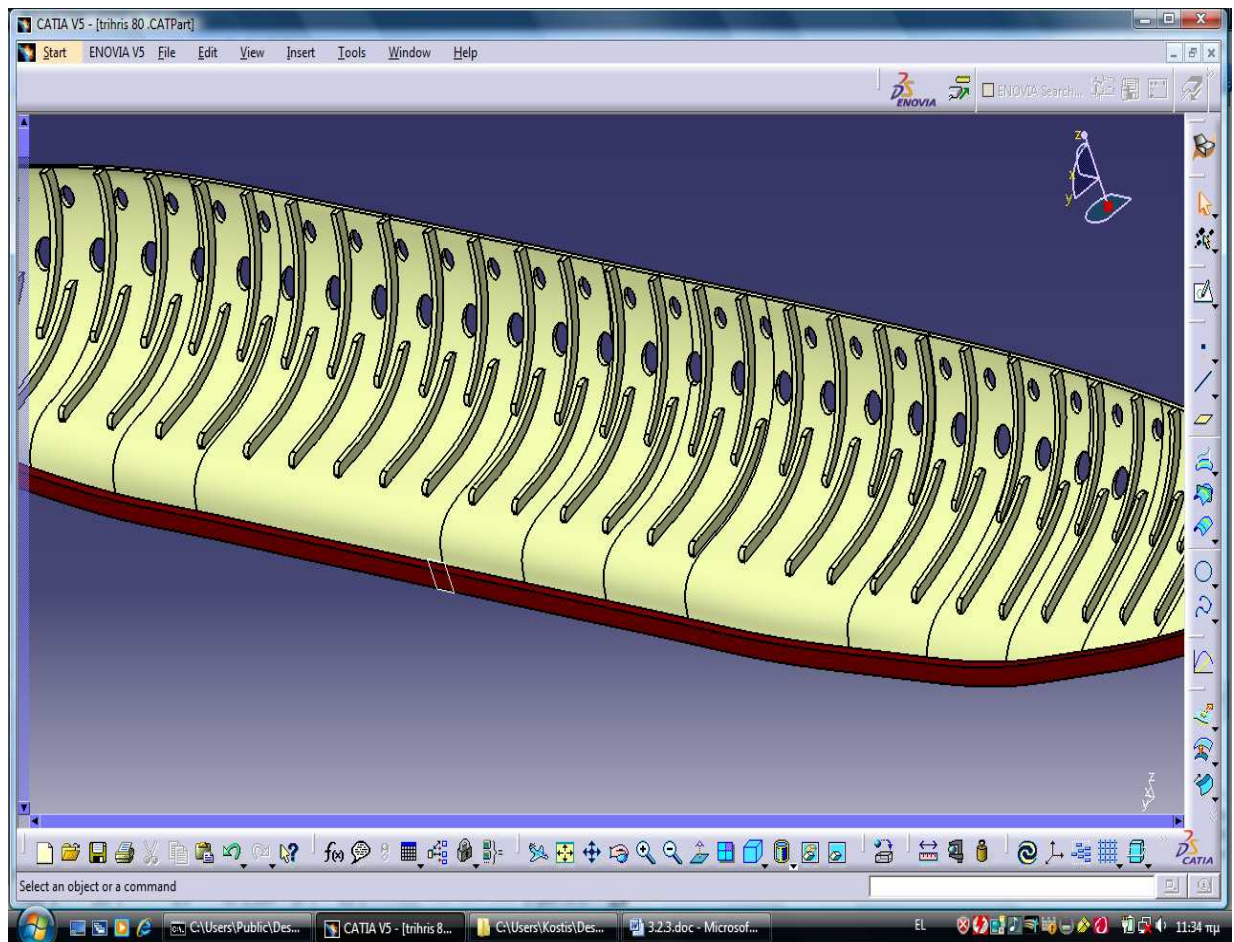 CATIA V5 - [trihris 80 .CATPart]
Start ENOVIA V5 File Edit View Insert Tools Window Help
DS ENOVIA
ENOVIA Search...
z
x
y
z
y
f(x)
DS CATIA
Select an object or a command
C:\Users\Public\Des... CATIA V5 - [trihris 8... C:\Users\Kostis\Des... 3.2.3.doc - Microsof... EL 11:34 πμ